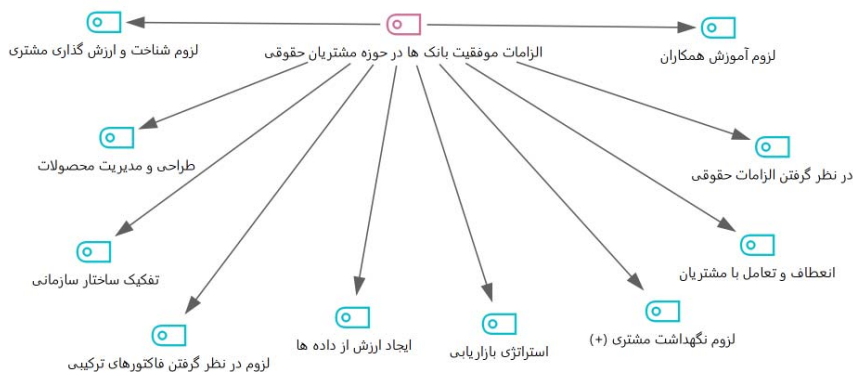 لزوم شناخت و ارزش گذاری مشتری
الزامات موفقیت بانک ها در حوزه مشتریان حقوقی
لزوم آموزش همکاران
طراحی و مدیریت محصولات
در نظر گرفتن الزامات حقوقی
تفکیک ساختار سازمانی
انعطاف و تعامل با مشتریان
لزوم در نظر گرفتن فاکتورهای ترکیبی
ایجاد ارزش از داده ها
استراتژی بازاریابی
لزوم نگهداشت مشتری (+)